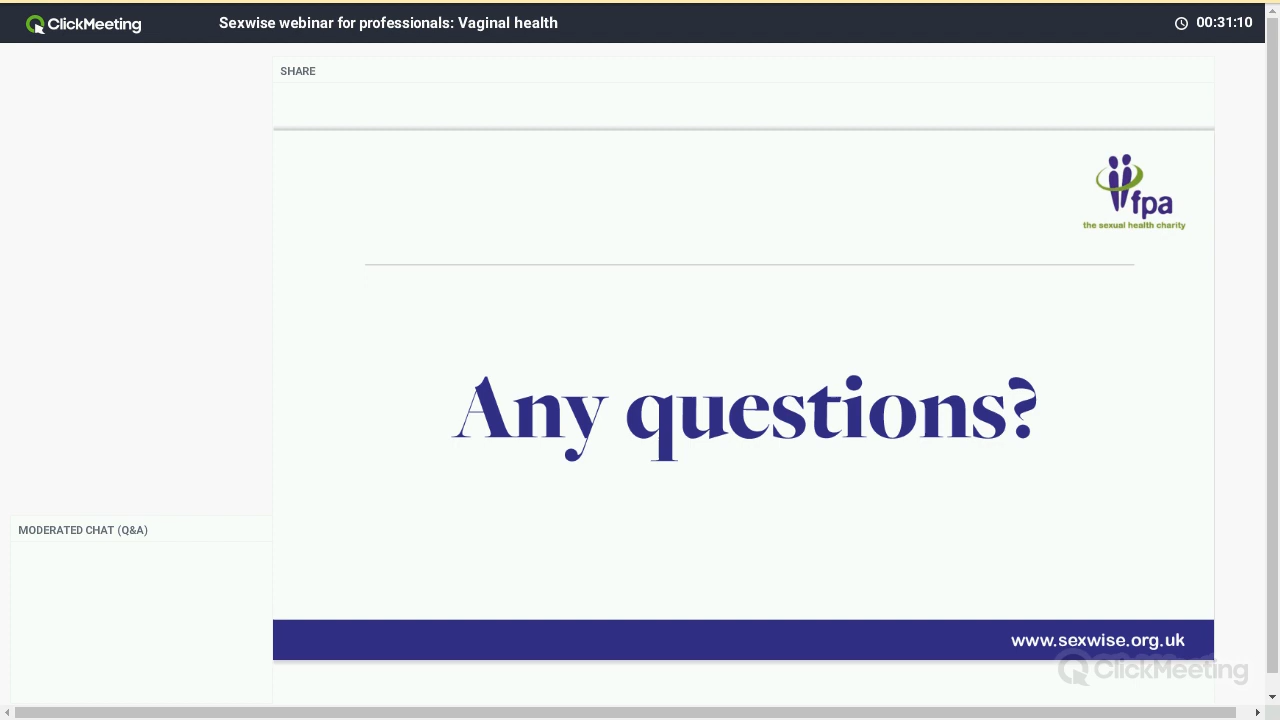 ClickMeeting
Sexwise webinar for professionals: Vaginal health
00:31:10
SHARE
fpa
the sexual health charity
Any questions?
MODERATED CHAT (Q&A)
www.sexwise.org.uk
ClickMeeting